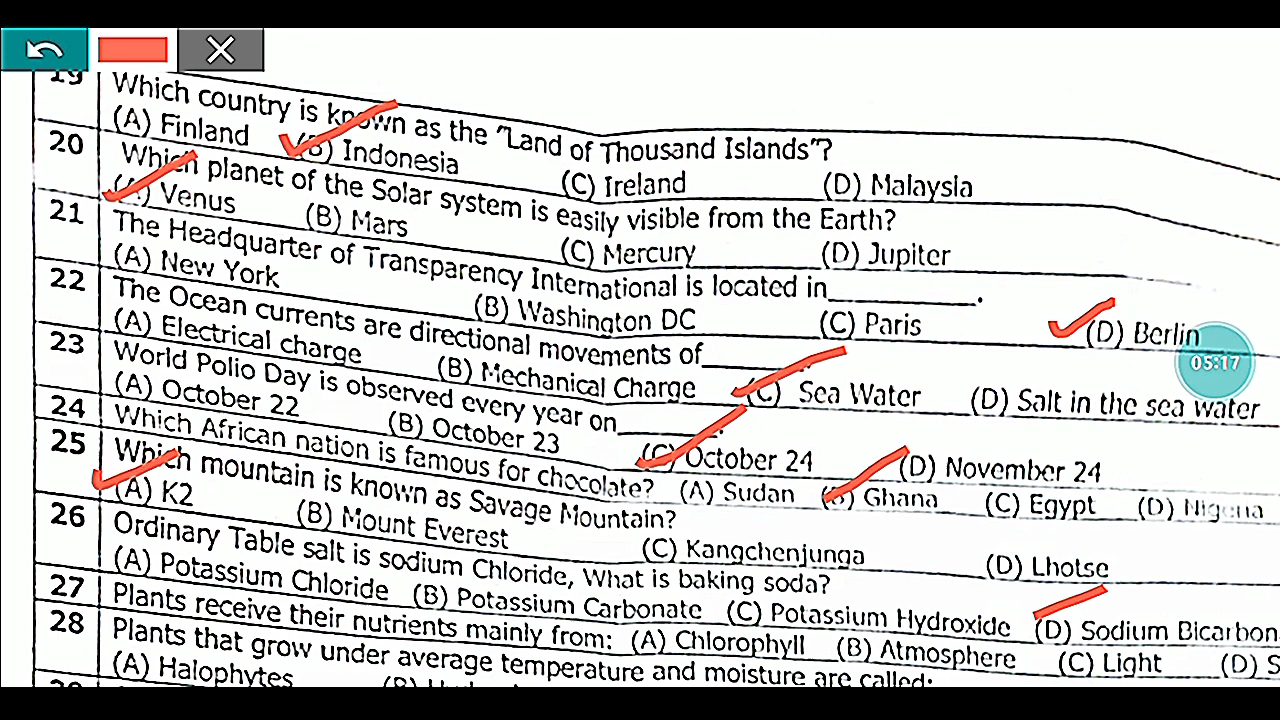 19 Which country is known as the "Land of Thousand Islands"?
(A) Finland (B) Indonesia (C) Ireland (D) Malaysia
20 Which planet of the Solar system is easily visible from the Earth?
(A) Venus (B) Mars (C) Mercury (D) Jupiter
21 The Headquarter of Transparency International is located in__________.
(A) New York (B) Washington DC (C) Paris (D) Berlin
05:17
22 The Ocean currents are directional movements of_______.
(A) Electrical charge (B) Mechanical Charge (C) Sea Water (D) Salt in the sea water
23 World Polio Day is observed every year on_______.
(A) October 22 (B) October 23 (C) October 24 (D) November 24
24 Which African nation is famous for chocolate? (A) Sudan (B) Ghana (C) Egypt (D) Nigeria
25 Which mountain is known as Savage Mountain?
(A) K2 (B) Mount Everest (C) Kangchenjunga (D) Lhotse
26 Ordinary Table salt is sodium Chloride, What is baking soda?
(A) Potassium Chloride (B) Potassium Carbonate (C) Potassium Hydroxide (D) Sodium Bicarbon
27 Plants receive their nutrients mainly from: (A) Chlorophyll (B) Atmosphere (C) Light (D) S
28 Plants that grow under average temperature and moisture are called:
(A) Halophytes (B)